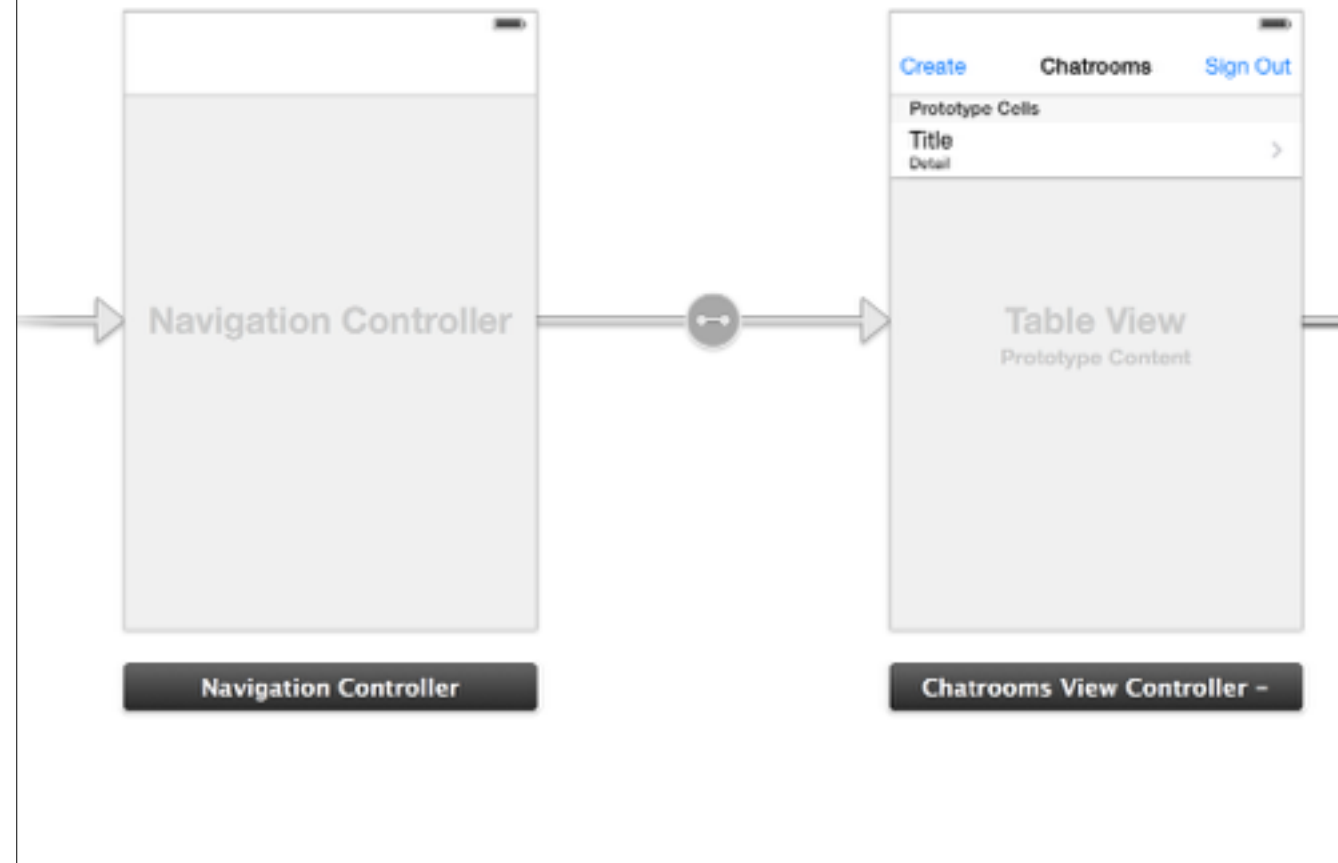 Navigation Controller
Navigation Controller
Create Chatrooms Sign Out
Prototype Cells
Title
Detail
Table View
Prototype Content
Chatrooms View Controller –